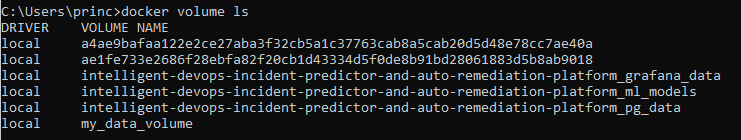 C:\Users\princ>docker volume ls
DRIVER    VOLUME NAME
local     a4ae9bafaa122e2ce27aba3f32cb5a1c37763cab8a5cab20d5d48e78cc7ae40a
local     ae1fe733e2686f28ebfa82f20cb1d43334d5f0de8b91bd28061883d5b8ab9018
local     intelligent-devops-incident-predictor-and-auto-remediation-platform_grafana_data
local     intelligent-devops-incident-predictor-and-auto-remediation-platform_ml_models
local     intelligent-devops-incident-predictor-and-auto-remediation-platform_pg_data
local     my_data_volume